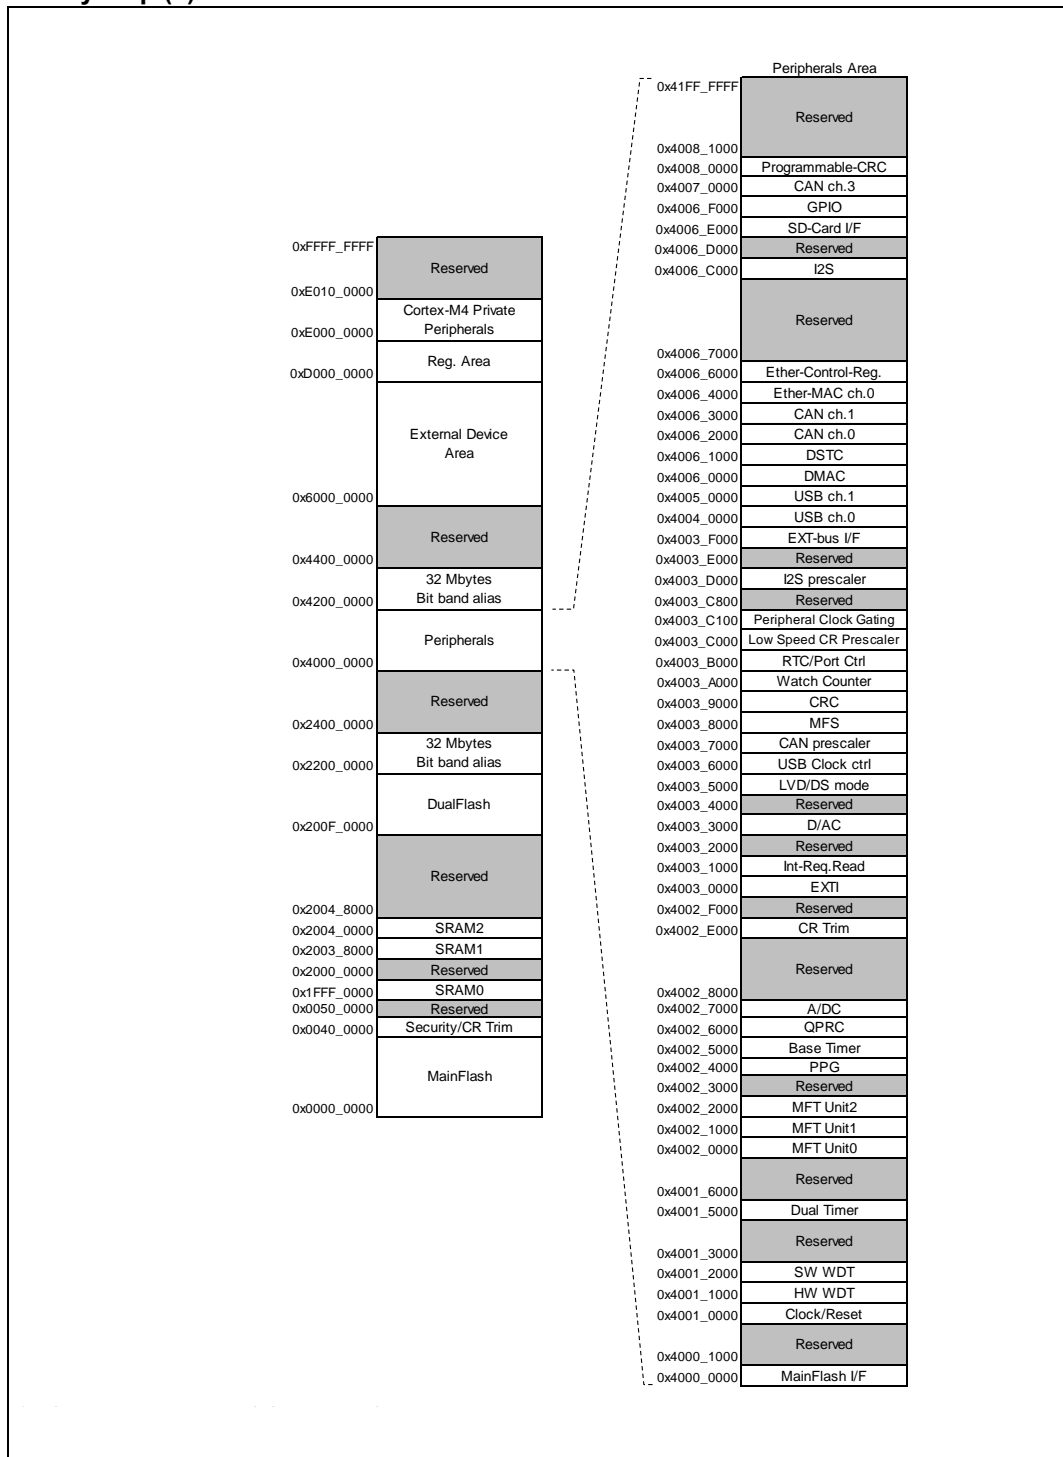 Peripherals Area
0x41FF_FFFF
Reserved
0x4008_1000
0x4008_0000 Programmable-CRC
0x4007_0000 CAN ch.3
0x4006_F000 GPIO
0x4006_E000 SD-Card I/F
0x4006_D000 Reserved
0x4006_C000 I2S
Reserved
0x4006_7000
0x4006_6000 Ether-Control-Reg.
0x4006_4000 Ether-MAC ch.0
0x4006_3000 CAN ch.1
0x4006_2000 CAN ch.0
0x4006_1000 DSTC
0x4006_0000 DMAC
0x4005_0000 USB ch.1
0x4004_0000 USB ch.0
0x4003_F000 EXT-bus I/F
0x4003_E000 Reserved
0x4003_D000 I2S prescaler
0x4003_C800 Reserved
0x4003_C100 Peripheral Clock Gating
0x4003_C000 Low Speed CR Prescaler
0x4003_B000 RTC/Port Ctrl
0x4003_A000 Watch Counter
0x4003_9000 CRC
0x4003_8000 MFS
0x4003_7000 CAN prescaler
0x4003_6000 USB Clock ctrl
0x4003_5000 LVD/DS mode
0x4003_4000 Reserved
0x4003_3000 D/AC
0x4003_2000 Reserved
0x4003_1000 Int-Req.Read
0x4003_0000 EXTI
0x4002_F000 Reserved
0x4002_E000 CR Trim
Reserved
0x4002_8000
0x4002_7000 A/DC
0x4002_6000 QPRC
0x4002_5000 Base Timer
0x4002_4000 PPG
0x4002_3000 Reserved
0x4002_2000 MFT Unit2
0x4002_1000 MFT Unit1
0x4002_0000 MFT Unit0
Reserved
0x4001_6000
0x4001_5000 Dual Timer
Reserved
0x4001_3000
0x4001_2000 SW WDT
0x4001_1000 HW WDT
0x4001_0000 Clock/Reset
Reserved
0x4000_1000
0x4000_0000 MainFlash I/F
0xFFFF_FFFF
Reserved
0xE010_0000
Cortex-M4 Private
Peripherals
0xE000_0000
Reg. Area
0xD000_0000
External Device
Area
0x6000_0000
Reserved
0x4400_0000
32 Mbytes
0x4200_0000 Bit band alias
Peripherals
0x4000_0000
Reserved
0x2400_0000
32 Mbytes
0x2200_0000 Bit band alias
DualFlash
0x200F_0000
Reserved
0x2004_8000
0x2004_0000 SRAM2
0x2003_8000 SRAM1
0x2000_0000 Reserved
0x1FFF_0000 SRAM0
0x0050_0000 Reserved
0x0040_0000 Security/CR Trim
MainFlash
0x0000_0000